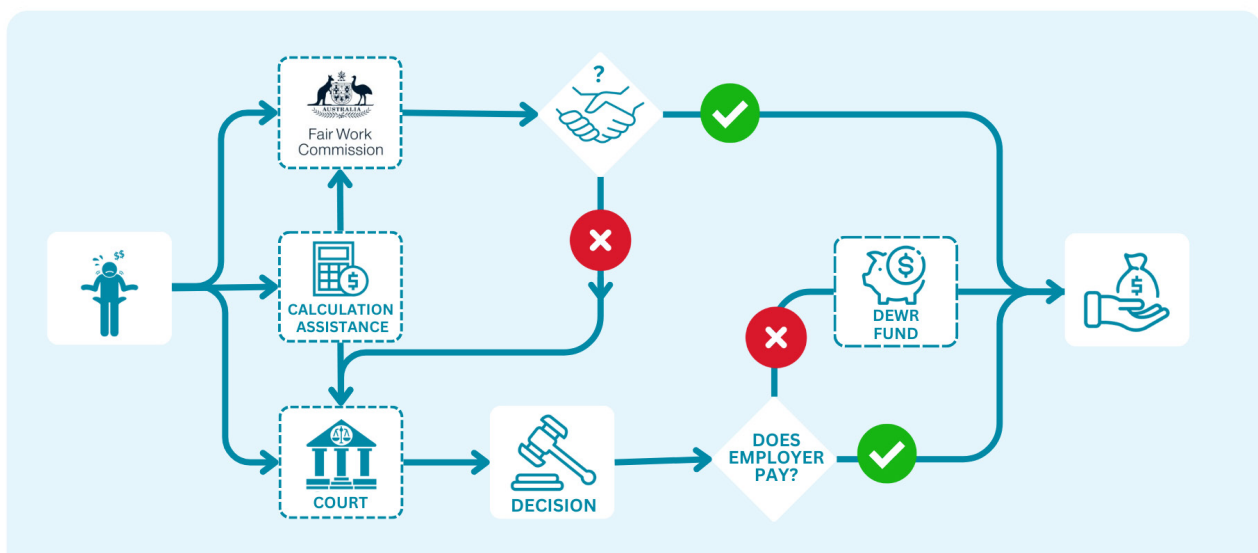 ?
AUSTRALIA
Fair Work
Commission
$$
$
CALCULATION
ASSISTANCE
$
DEWR
FUND
$
COURT
DECISION
DOES
EMPLOYER
PAY?